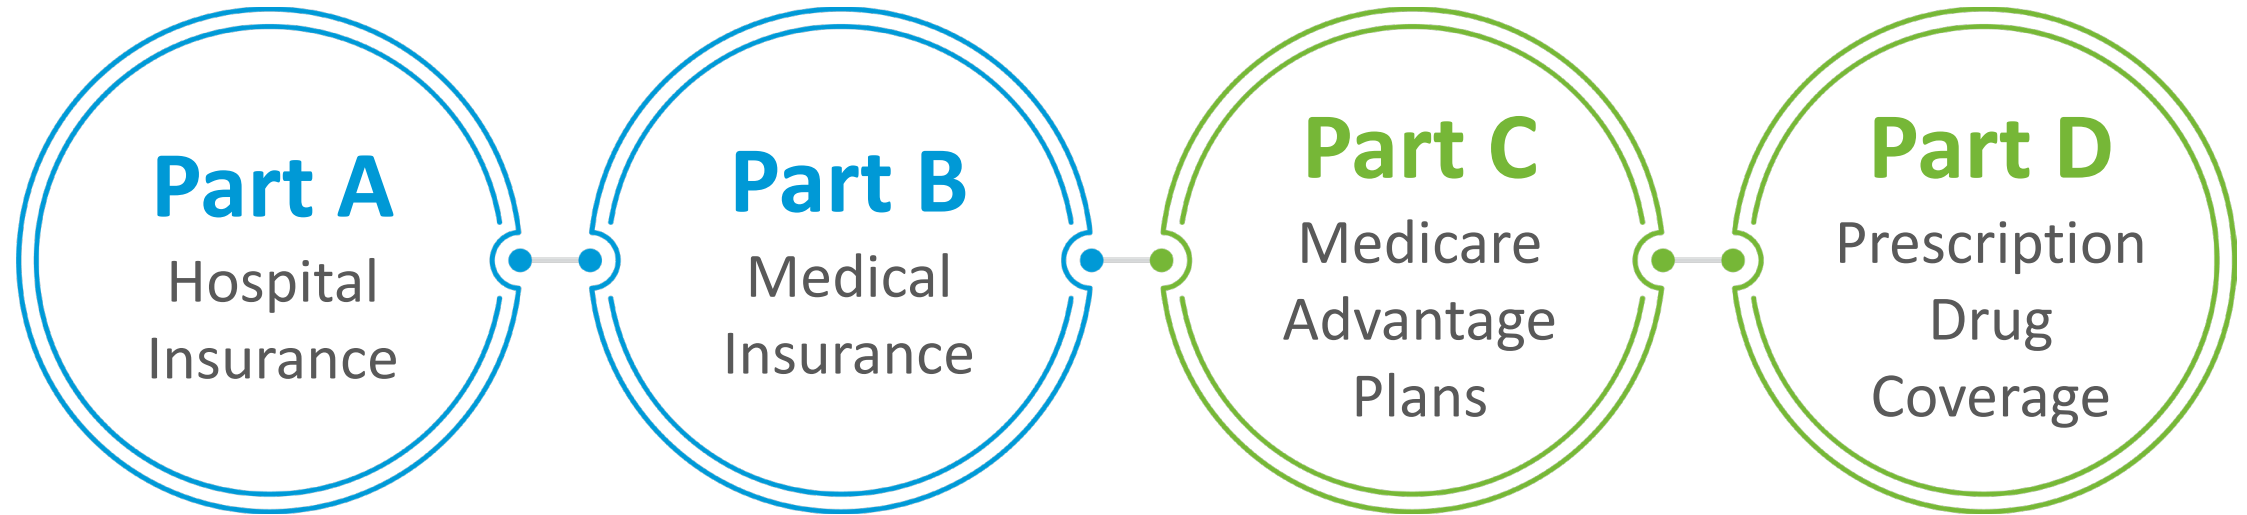 Part A
Hospital
Insurance
Part B
Medical
Insurance
Part C
Medicare
Advantage
Plans
Part D
Prescription
Drug
Coverage